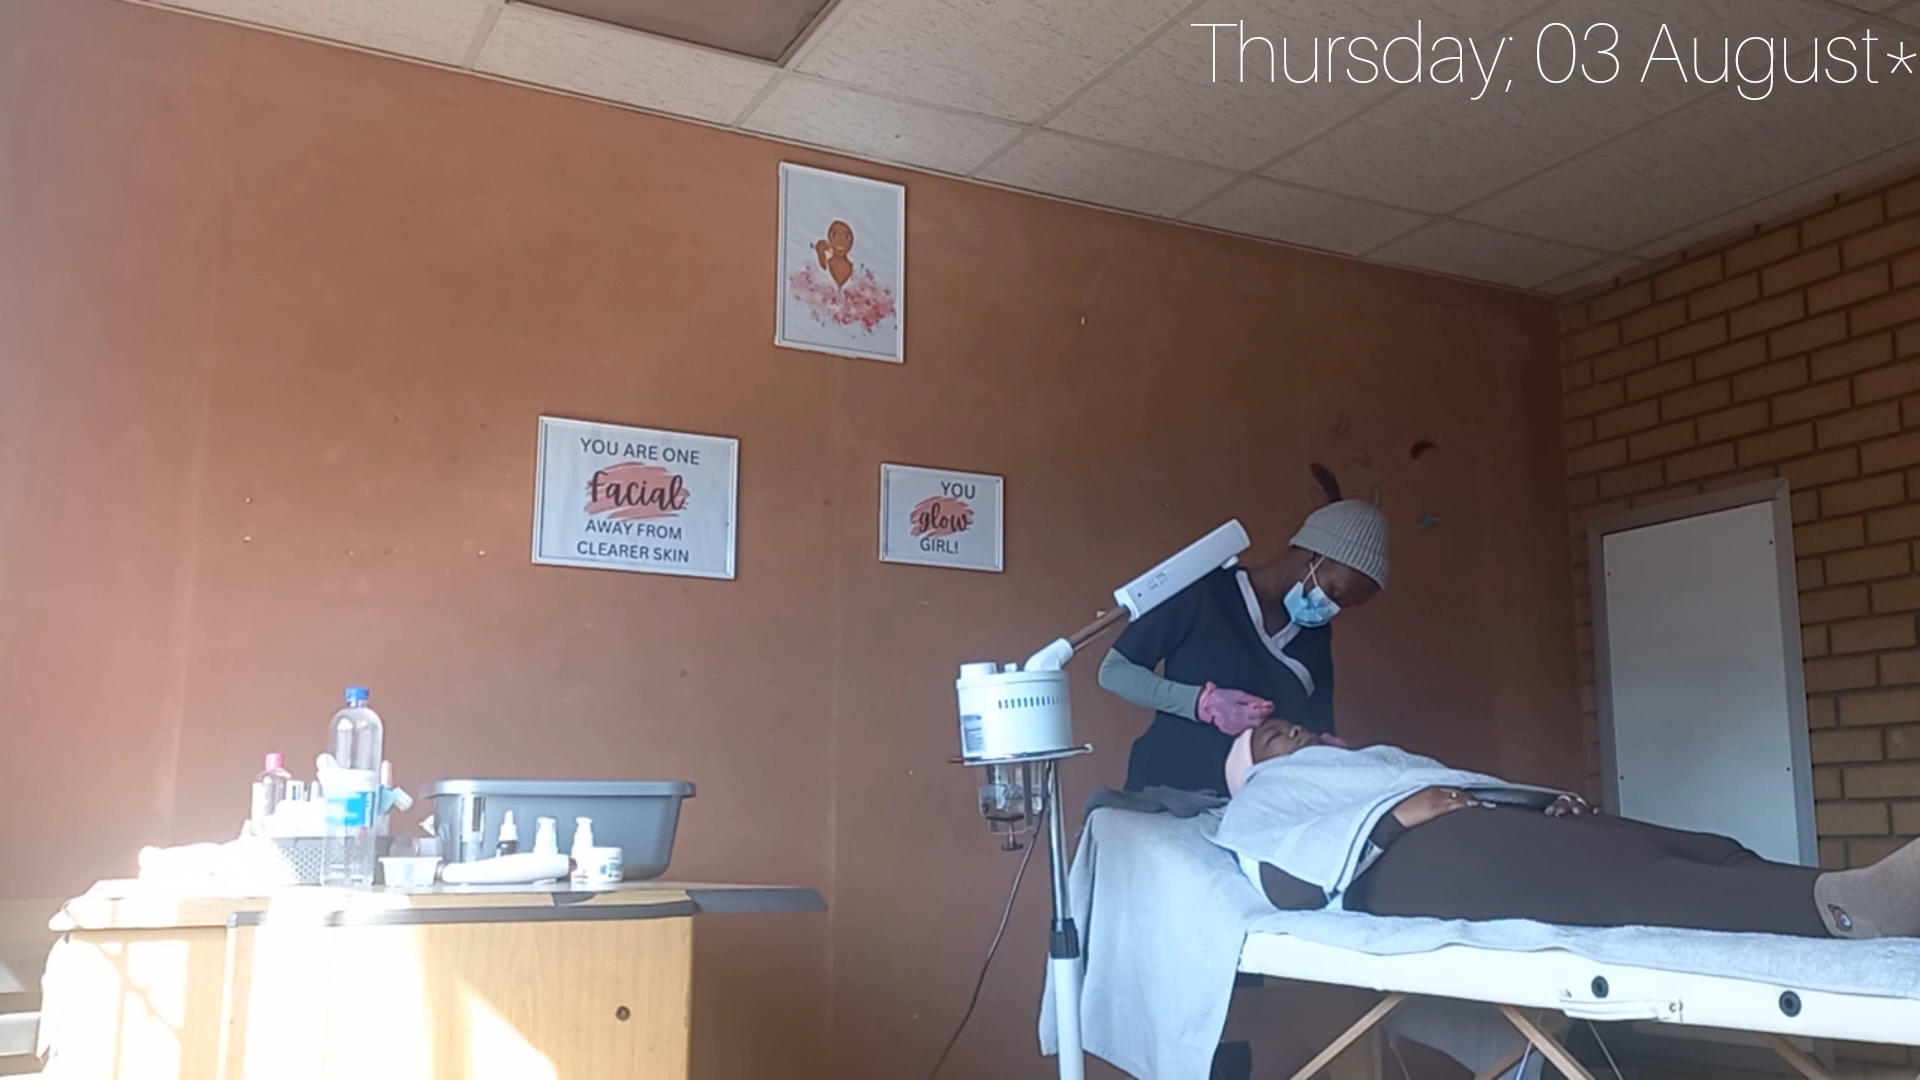 Thursday; 03 August*
YOU ARE ONE
facial
AWAY FROM
CLEARER SKIN
YOU
glow
GIRL!